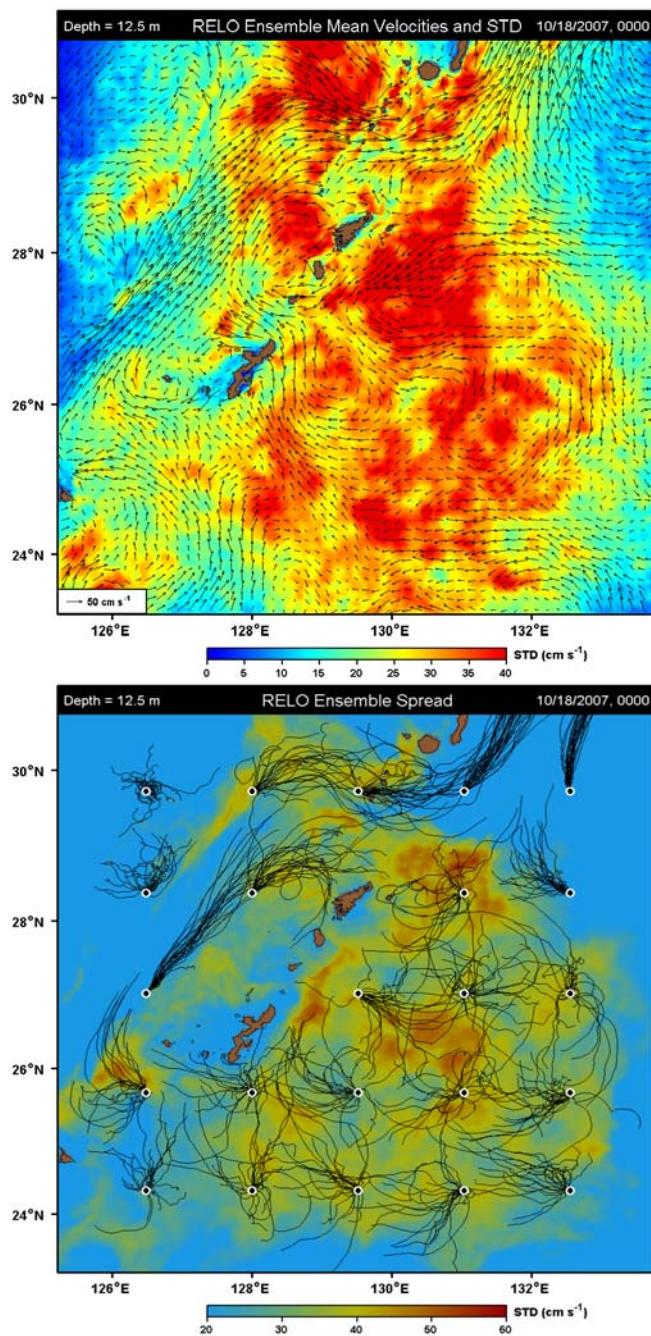 Depth = 12.5 m RELO Ensemble Mean Velocities and STD 10/18/2007, 0000
30°N
28°N
26°N
24°N
50 cm s-1
126°E 128°E 130°E 132°E
0 5 10 15 20 25 30 35 40 STD (cm s-1)
Depth = 12.5 m RELO Ensemble Spread 10/18/2007, 0000
30°N
28°N
26°N
24°N
126°E 128°E 130°E 132°E
20 30 40 50 60 STD (cm s-1)